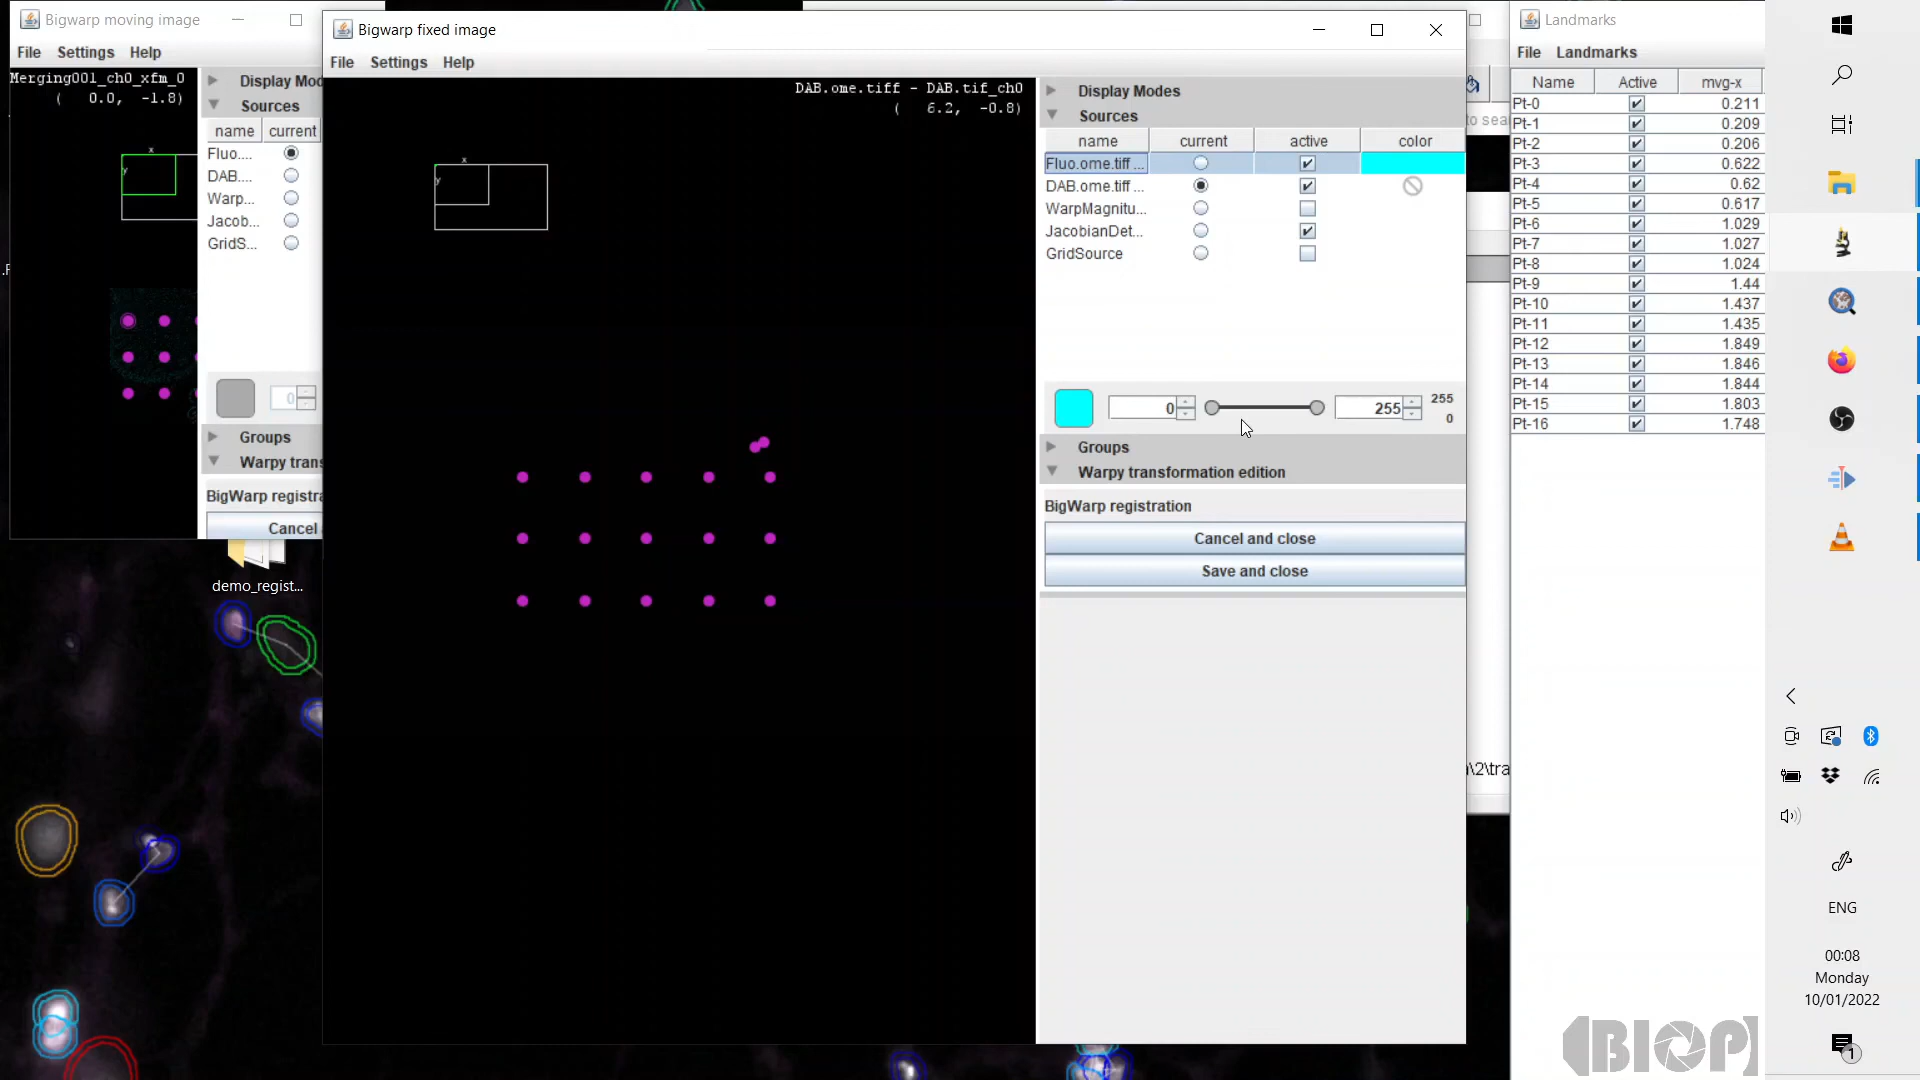 Bigwarp moving image
File Settings Help
Merging001_ch0_xfm_0
( 0.0, -1.8)
x
y
Display Mod
Sources
name current
Fluo....
DAB....
Warp...
Jacob...
GridS...
0
Groups
Warpy tran
BigWarp registra
Cancel
demo_regist...
Bigwarp fixed image
File Settings Help
DAB.ome.tiff - DAB.tif_ch0
( 6.2, -0.8)
x
y
Display Modes
Sources
name current active color
Fluo.ome.tiff ...
DAB.ome.tiff ...
WarpMagnitu...
JacobianDet...
GridSource
0 255 255
0
Groups
Warpy transformation edition
BigWarp registration
Cancel and close
Save and close
to sea
\2\tra
Landmarks
File Landmarks
Name Active mvg-x
Pt-0 0.211
Pt-1 0.209
Pt-2 0.206
Pt-3 0.622
Pt-4 0.62
Pt-5 0.617
Pt-6 1.029
Pt-7 1.027
Pt-8 1.024
Pt-9 1.44
Pt-10 1.437
Pt-11 1.435
Pt-12 1.849
Pt-13 1.846
Pt-14 1.844
Pt-15 1.803
Pt-16 1.748
ENG
00:08
Monday
10/01/2022
1
BIOP